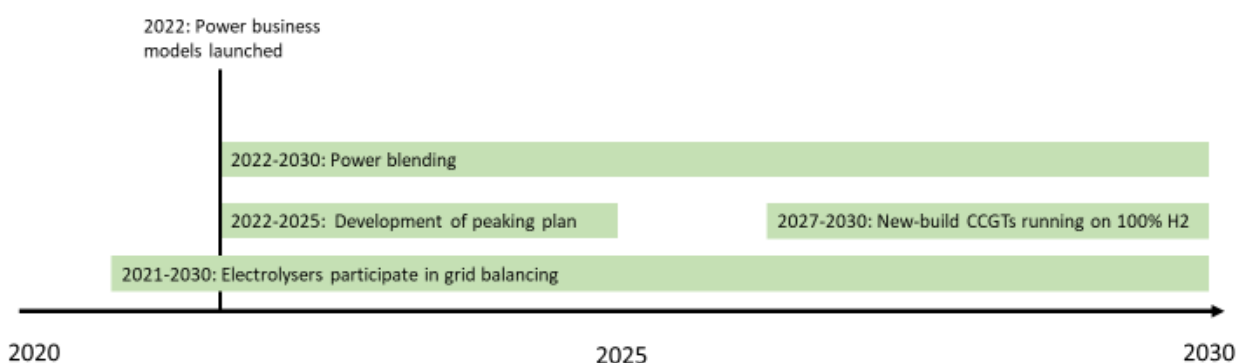 2022: Power business
models launched
2022-2030: Power blending
2022-2025: Development of peaking plan
2027-2030: New-build CCGTs running on 100% H2
2021-2030: Electrolysers participate in grid balancing
2020
2025
2030